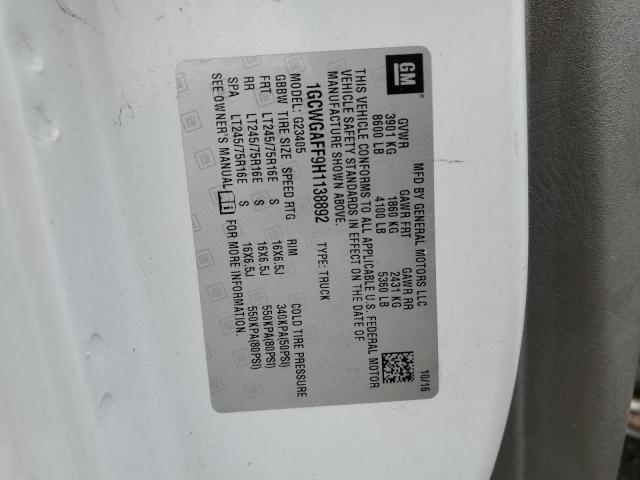 GM
MFD BY GENERAL MOTORS LLC 10/16
GVWR GAWR FRT GAWR RR
3901 KG 1860 KG 2431 KG
8600 LB 4100 LB 5360 LB
THIS VEHICLE CONFORMS TO ALL APPLICABLE U.S. FEDERAL MOTOR
VEHICLE SAFETY STANDARDS IN EFFECT ON THE DATE OF
MANUFACTURE SHOWN ABOVE.
1GCWGAFF9H1138892 TYPE: TRUCK
MODEL: G23405
GBBW TIRE SIZE SPEED RTG RIM COLD TIRE PRESSURE
FRT LT245/75R16E S 16X6.5J 340KPA(50PSI)
RR LT245/75R16E S 16X6.5J 550KPA(80PSI)
SPA LT245/75R16E S 16X6.5J 550KPA(80PSI)
SEE OWNER'S MANUAL FOR MORE INFORMATION.